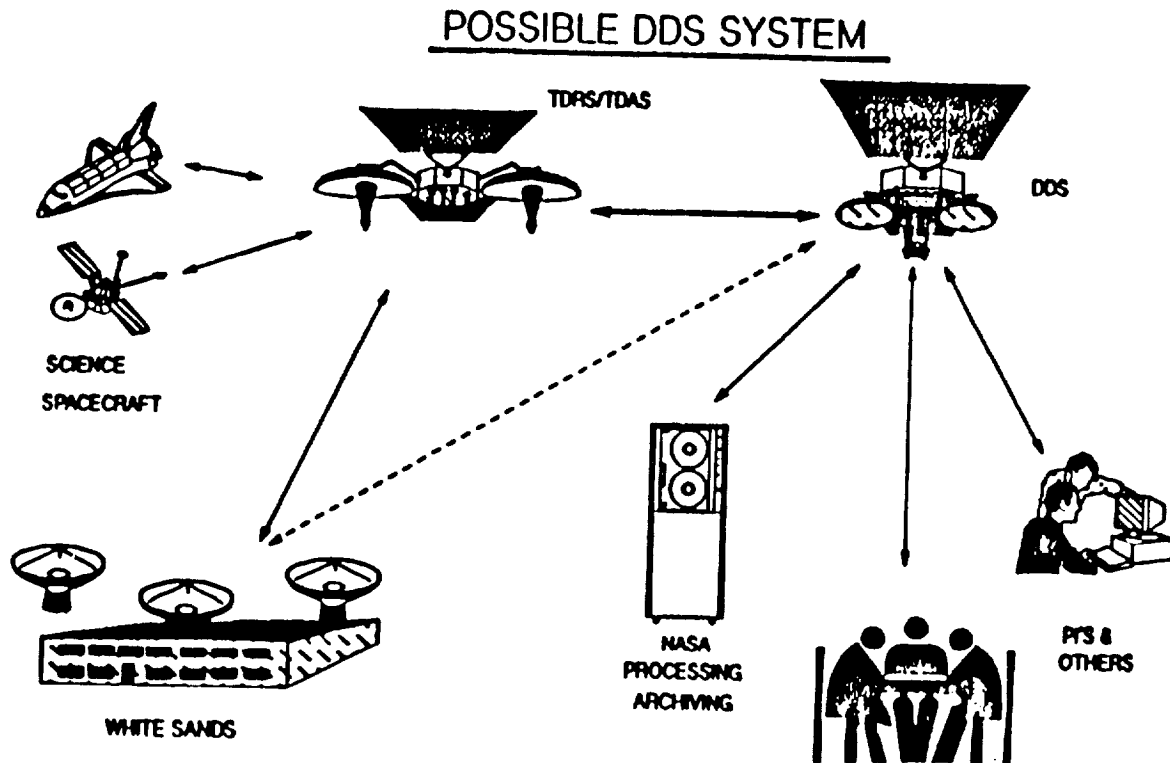 POSSIBLE DDS SYSTEM
TDRS/TDAS
DDS
SCIENCE
SPACECRAFT
WHITE SANDS
NASA
PROCESSING
ARCHIVING
PI'S &
OTHERS